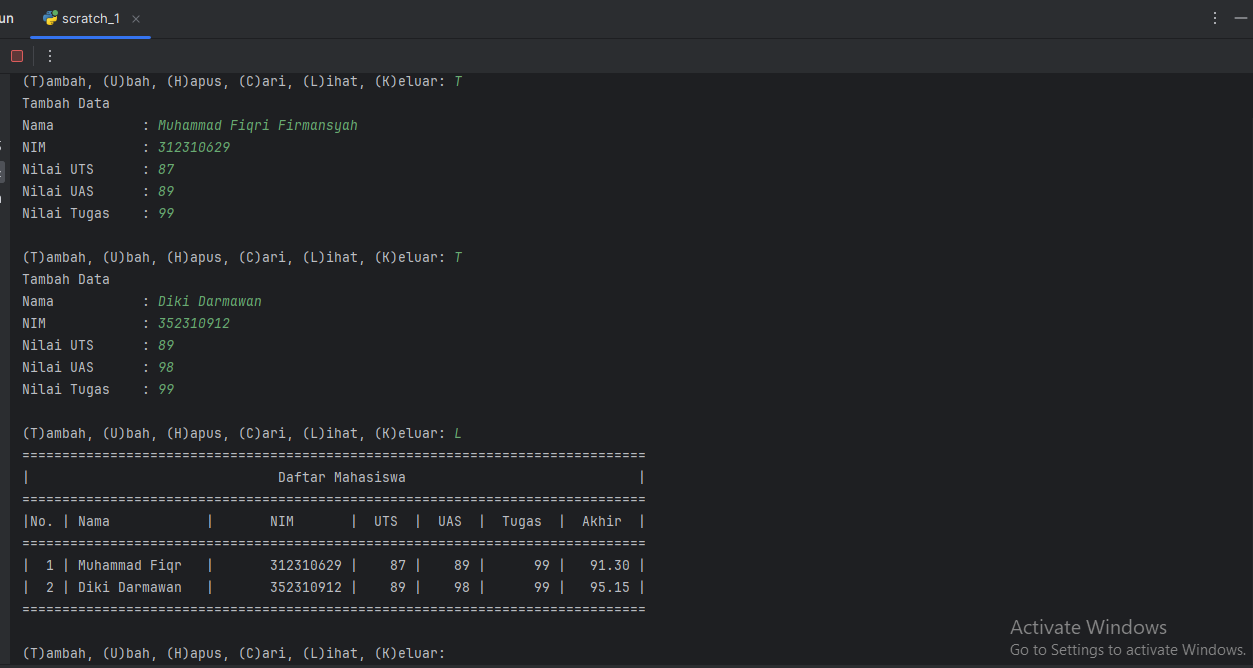 un scratch_1
(T)ambah, (U)bah, (H)apus, (C)ari, (L)ihat, (K)eluar: T
Tambah Data
Nama : Muhammad Fiqri Firmansyah
NIM : 312310629
Nilai UTS : 87
Nilai UAS : 89
Nilai Tugas : 99
(T)ambah, (U)bah, (H)apus, (C)ari, (L)ihat, (K)eluar: T
Tambah Data
Nama : Diki Darmawan
NIM : 352310912
Nilai UTS : 89
Nilai UAS : 98
Nilai Tugas : 99
(T)ambah, (U)bah, (H)apus, (C)ari, (L)ihat, (K)eluar: L
==============================================================================
| Daftar Mahasiswa |
==============================================================================
|No. | Nama | NIM | UTS | UAS | Tugas | Akhir |
==============================================================================
| 1 | Muhammad Fiqr | 312310629 | 87 | 89 | 99 | 91.30 |
| 2 | Diki Darmawan | 352310912 | 89 | 98 | 99 | 95.15 |
==============================================================================
(T)ambah, (U)bah, (H)apus, (C)ari, (L)ihat, (K)eluar:
Activate Windows
Go to Settings to activate Windows.